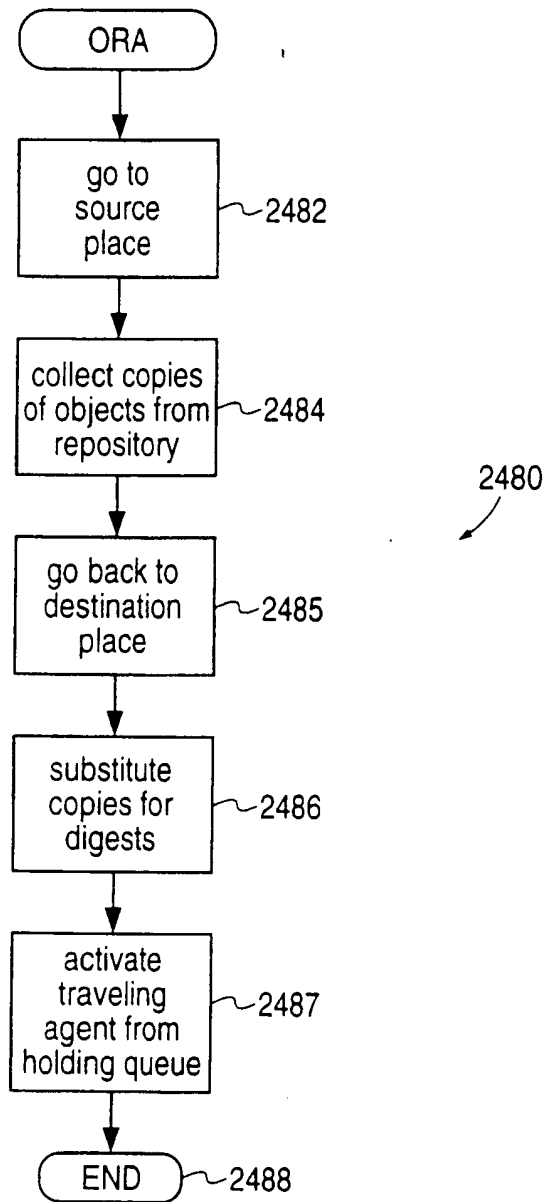 ORA
go to
source
place
2482
collect copies
of objects from
repository
2484
2480
go back to
destination
place
2485
substitute
copies for
digests
2486
activate
traveling
agent from
holding queue
2487
END
2488